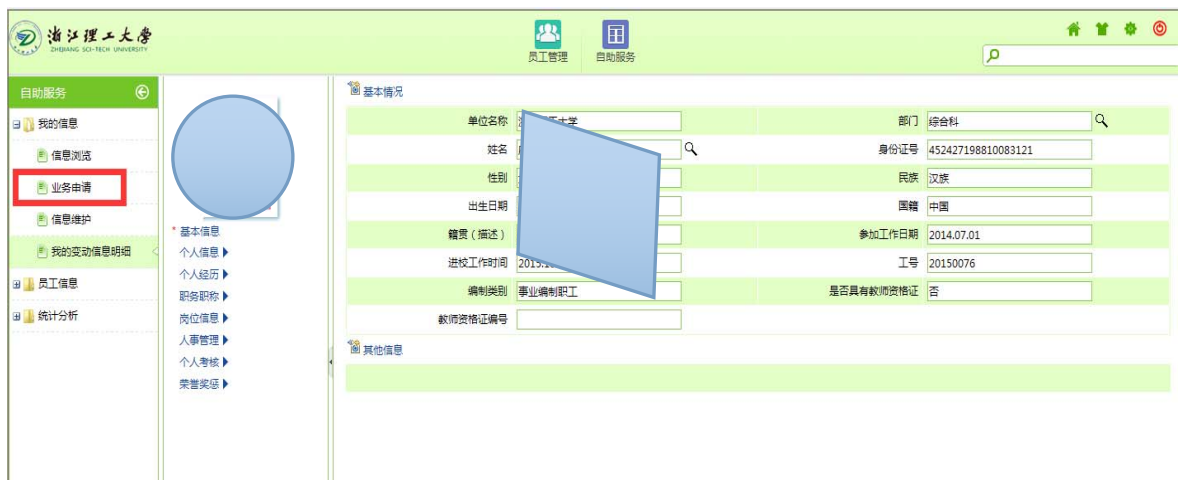 浙江理工大学
ZHEJIANG SCI-TECH UNIVERSITY
员工管理
自助服务
自助服务
我的信息
信息浏览
业务申请
信息维护
我的变动信息明细
员工信息
统计分析
* 基本信息
个人信息
个人经历
职务职称
岗位信息
人事管理
个人考核
荣誉奖惩
基本情况
单位名称 部门 综合科
姓名 身份证号 452427198810083121
性别 民族 汉族
出生日期 国籍 中国
籍贯（描述） 参加工作日期 2014.07.01
进校工作时间 工号 20150076
编制类别 事业编制职工 是否具有教师资格证 否
教师资格证编号
其他信息